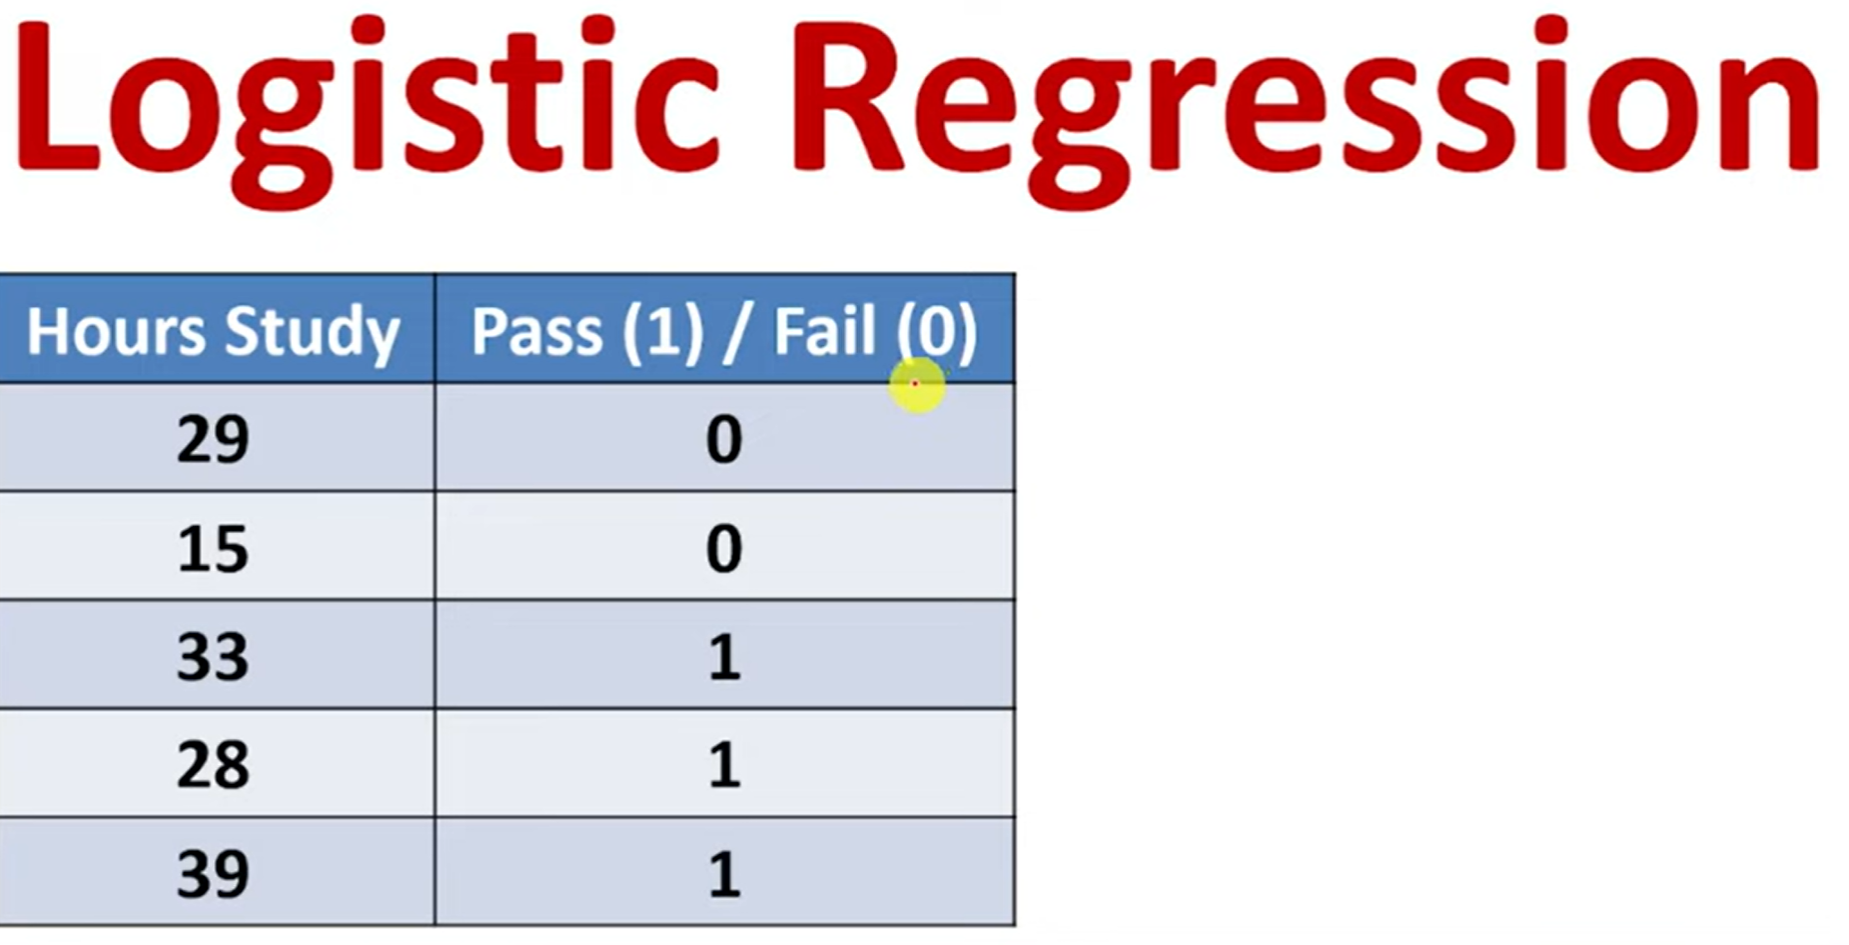 Logistic Regression
Hours Study Pass (1) / Fail (0)
29 0
15 0
33 1
28 1
39 1